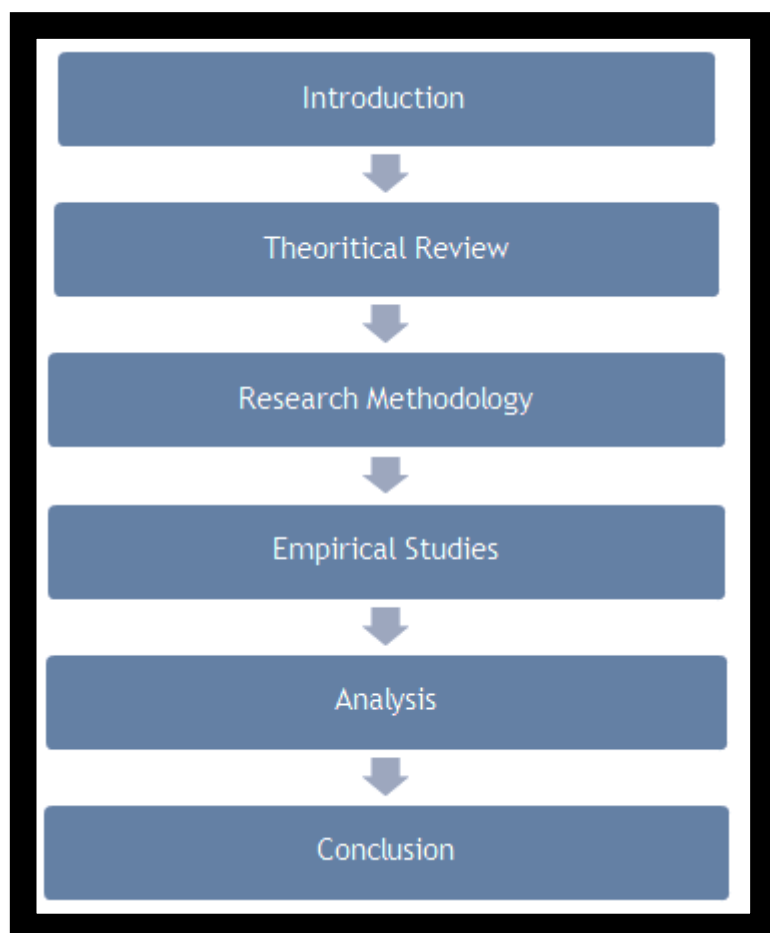 Introduction
Theoritical Review
Research Methodology
Empirical Studies
Analysis
Conclusion